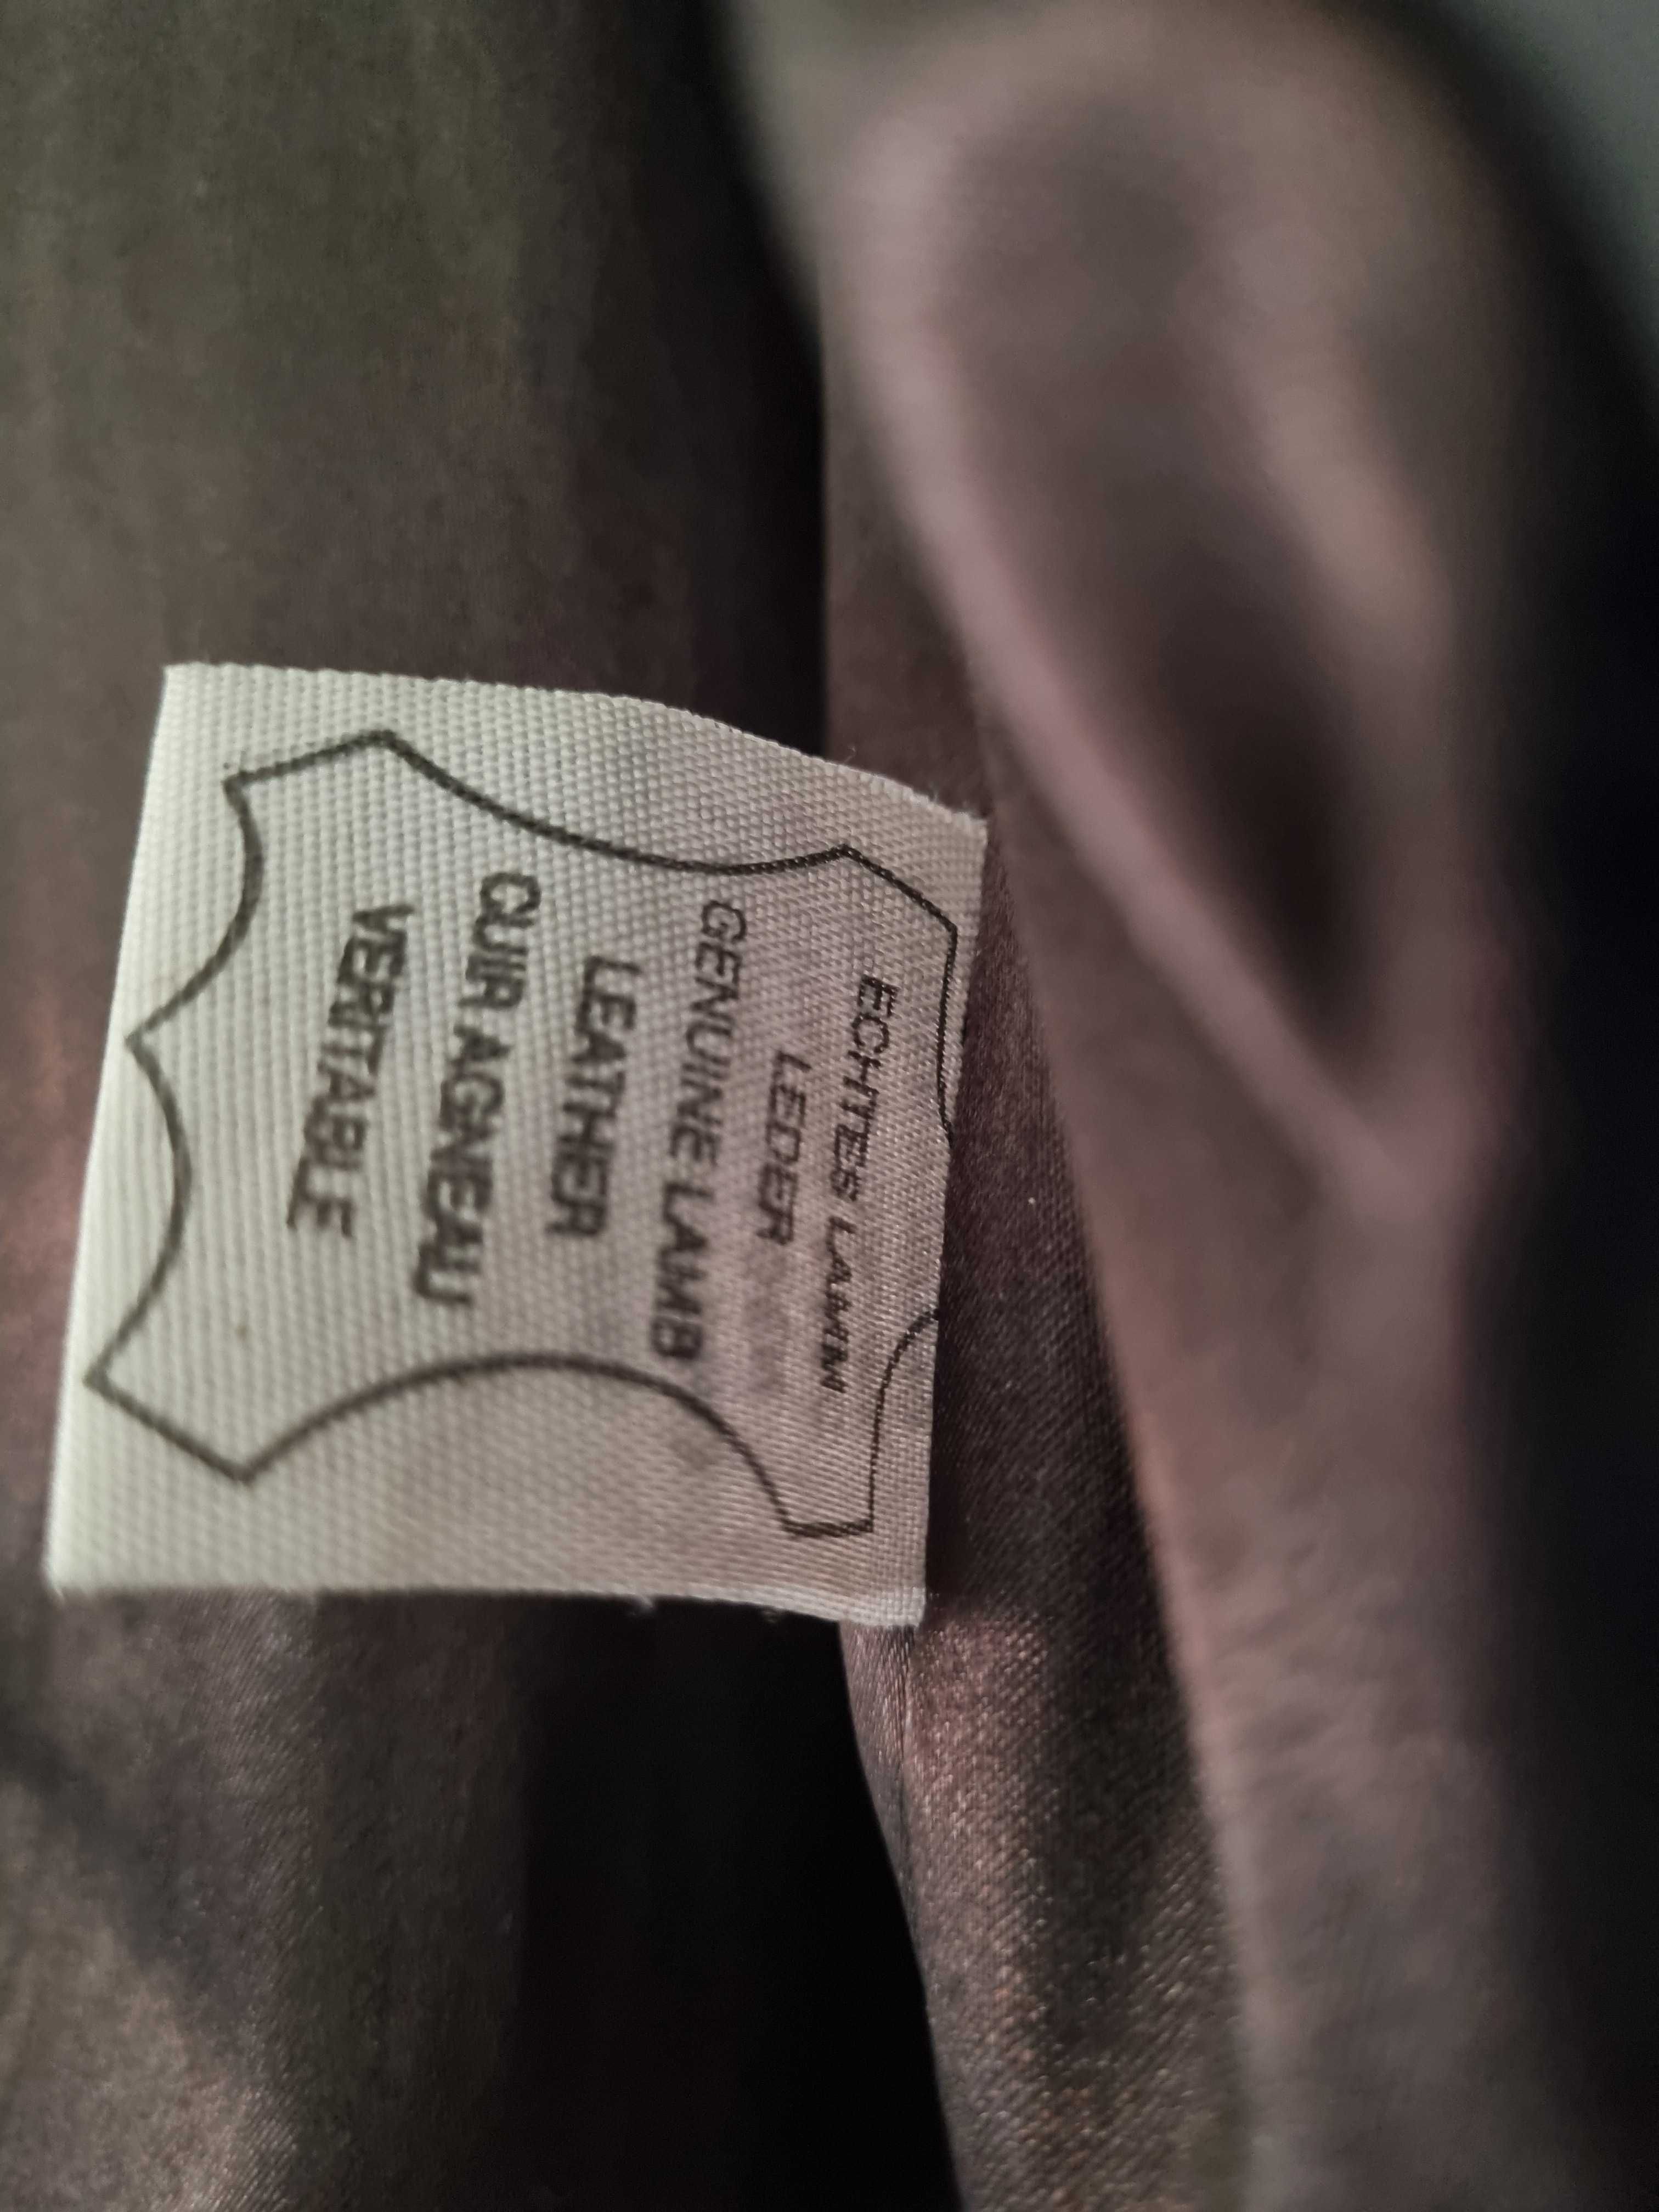 ECHTES LAMM
LEDER
GENUINE LAMB
LEATHER
CUIR AGNEAU
VERITABLE